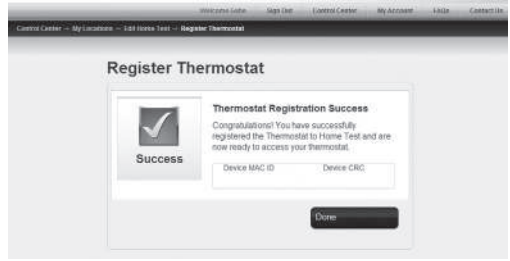 Welcome Gabe Sign Out Control Center My Account FAQs Contact Us
Control Center → My Locations → Edit Home Test → Register Thermostat
Register Thermostat
Success
Thermostat Registration Success
Congratulations! You have successfully
registered the Thermostat to Home Test and are
now ready to access your thermostat.
Device MAC ID Device CRC
Done